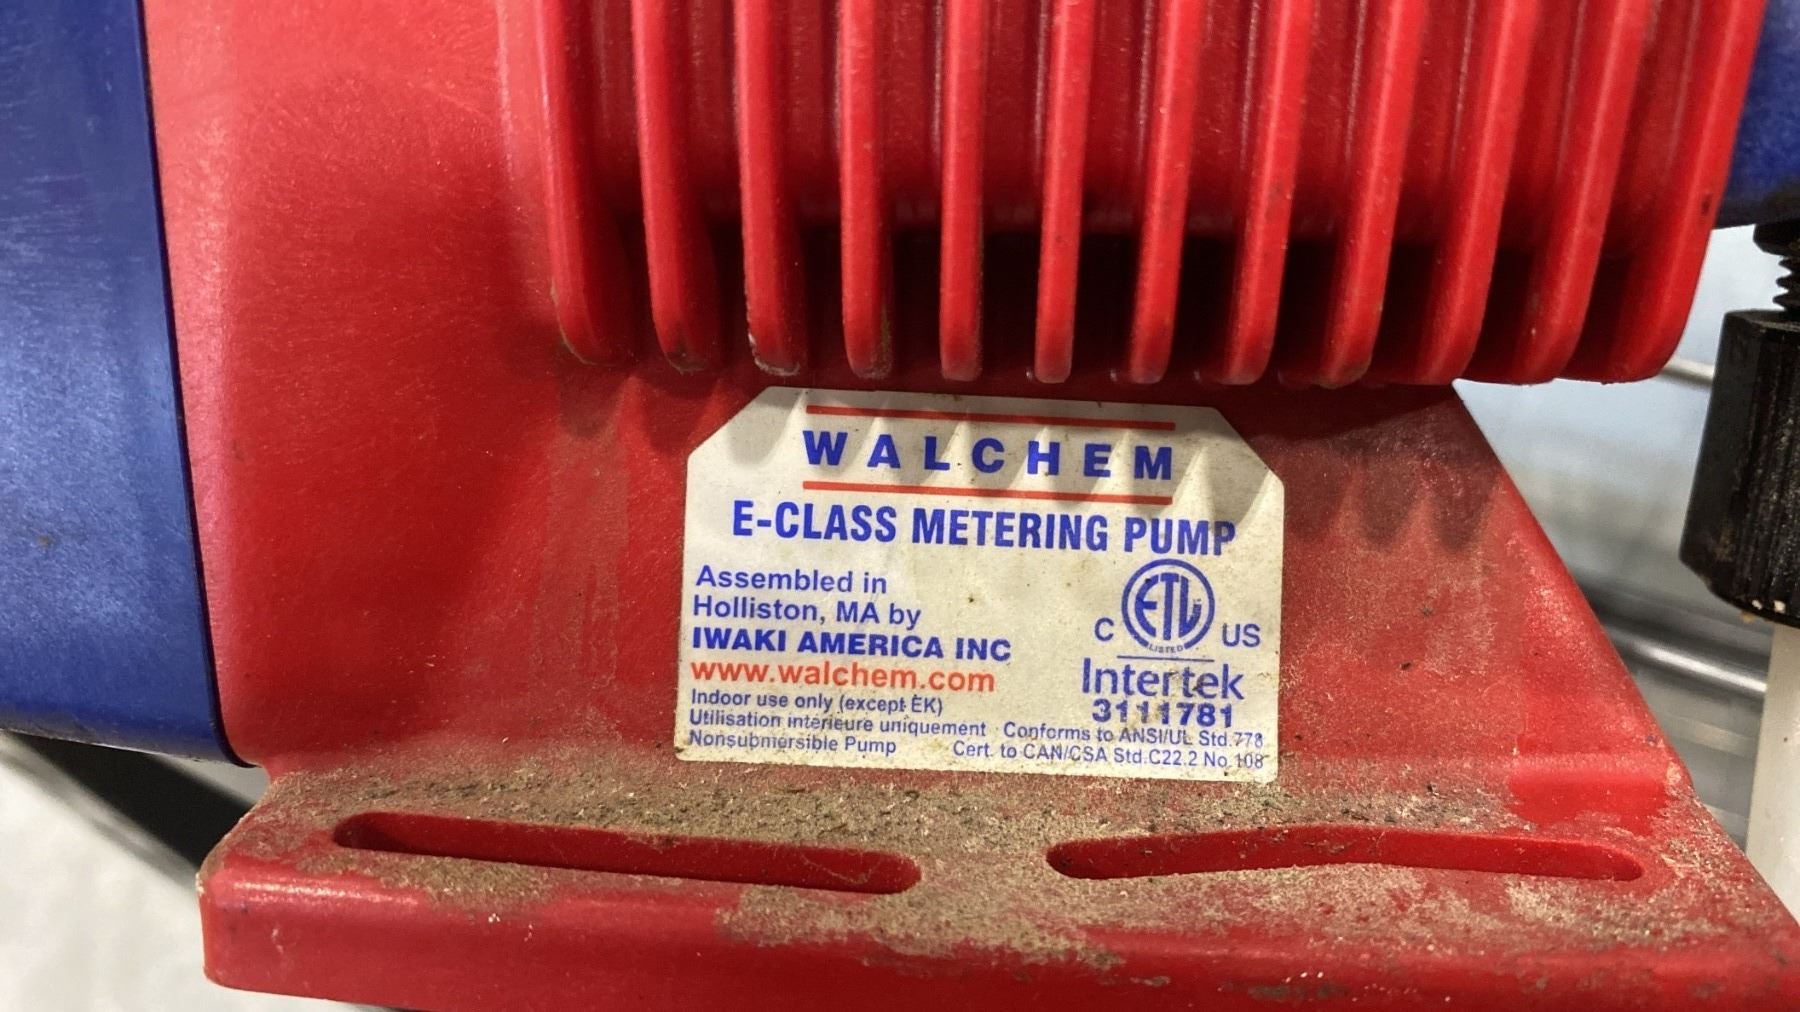 WALCHEM
E-CLASS METERING PUMP
Assembled in
Holliston, MA by
IWAKI AMERICA INC
www.walchem.com
Indoor use only (except EK)
Utilisation intérieure uniquement
Nonsubmersible Pump
ETL
C US
LISTED
Intertek
3111781
Conforms to ANSI/UL Std.778
Cert. to CAN/CSA Std.C22.2 No.108